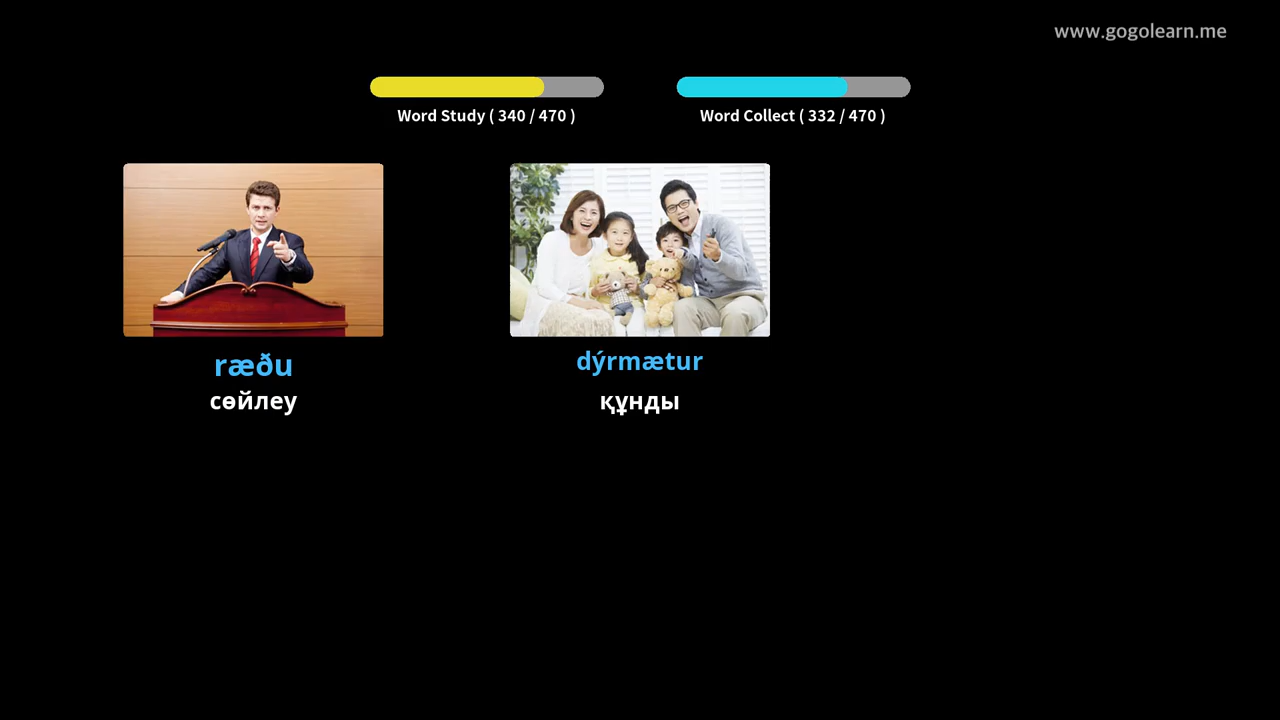 www.gogolearn.me
Word Study ( 340 / 470 )
Word Collect ( 332 / 470 )
ræðu
сөйлеу
dýrmætur
құнды